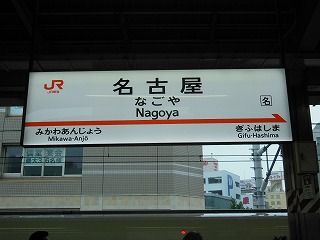 JR
名古屋
なごや
Nagoya
名
みかわあんじょう
Mikawa-Anjō
ぎふはしま
Gifu-Hashima